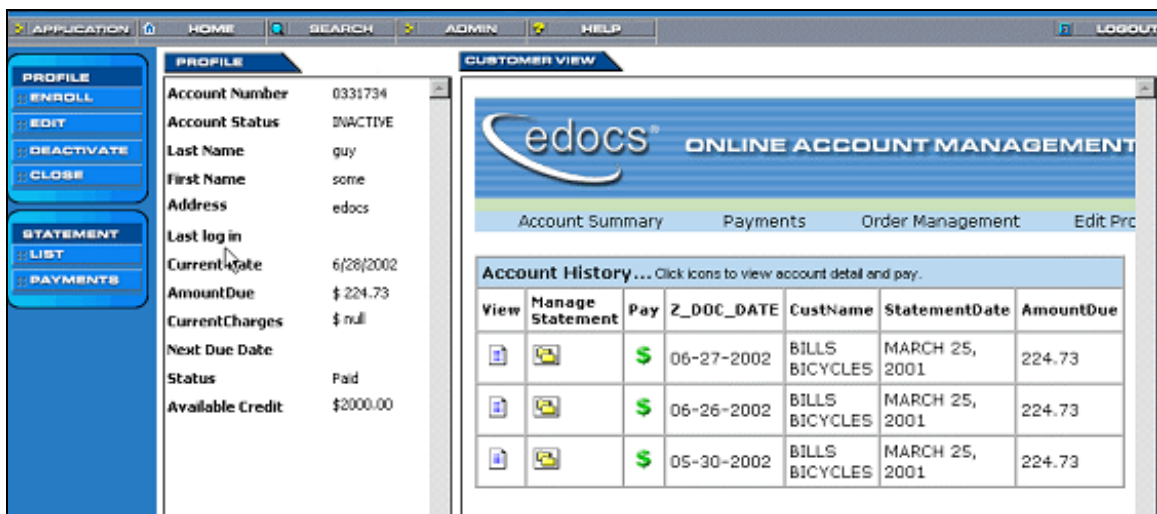 APPLICATION HOME SEARCH ADMIN HELP LOGOUT
PROFILE
ENROLL
EDIT
DEACTIVATE
CLOSE
STATEMENT
LIST
PAYMENTS
PROFILE
Account Number 0331734
Account Status INACTIVE
Last Name guy
First Name some
Address edocs
Last log in
Current date 6/28/2002
AmountDue $ 224.73
CurrentCharges $ null
Next Due Date
Status Paid
Available Credit $2000.00
CUSTOMER VIEW
edocs® ONLINE ACCOUNT MANAGEMENT
Account Summary Payments Order Management Edit Pro
Account History... Click icons to view account detail and pay.
View Manage Statement Pay Z_DOC_DATE CustName StatementDate AmountDue
$ 06-27-2002 BILLS BICYCLES MARCH 25, 2001 224.73
$ 06-26-2002 BILLS BICYCLES MARCH 25, 2001 224.73
$ 05-30-2002 BILLS BICYCLES MARCH 25, 2001 224.73